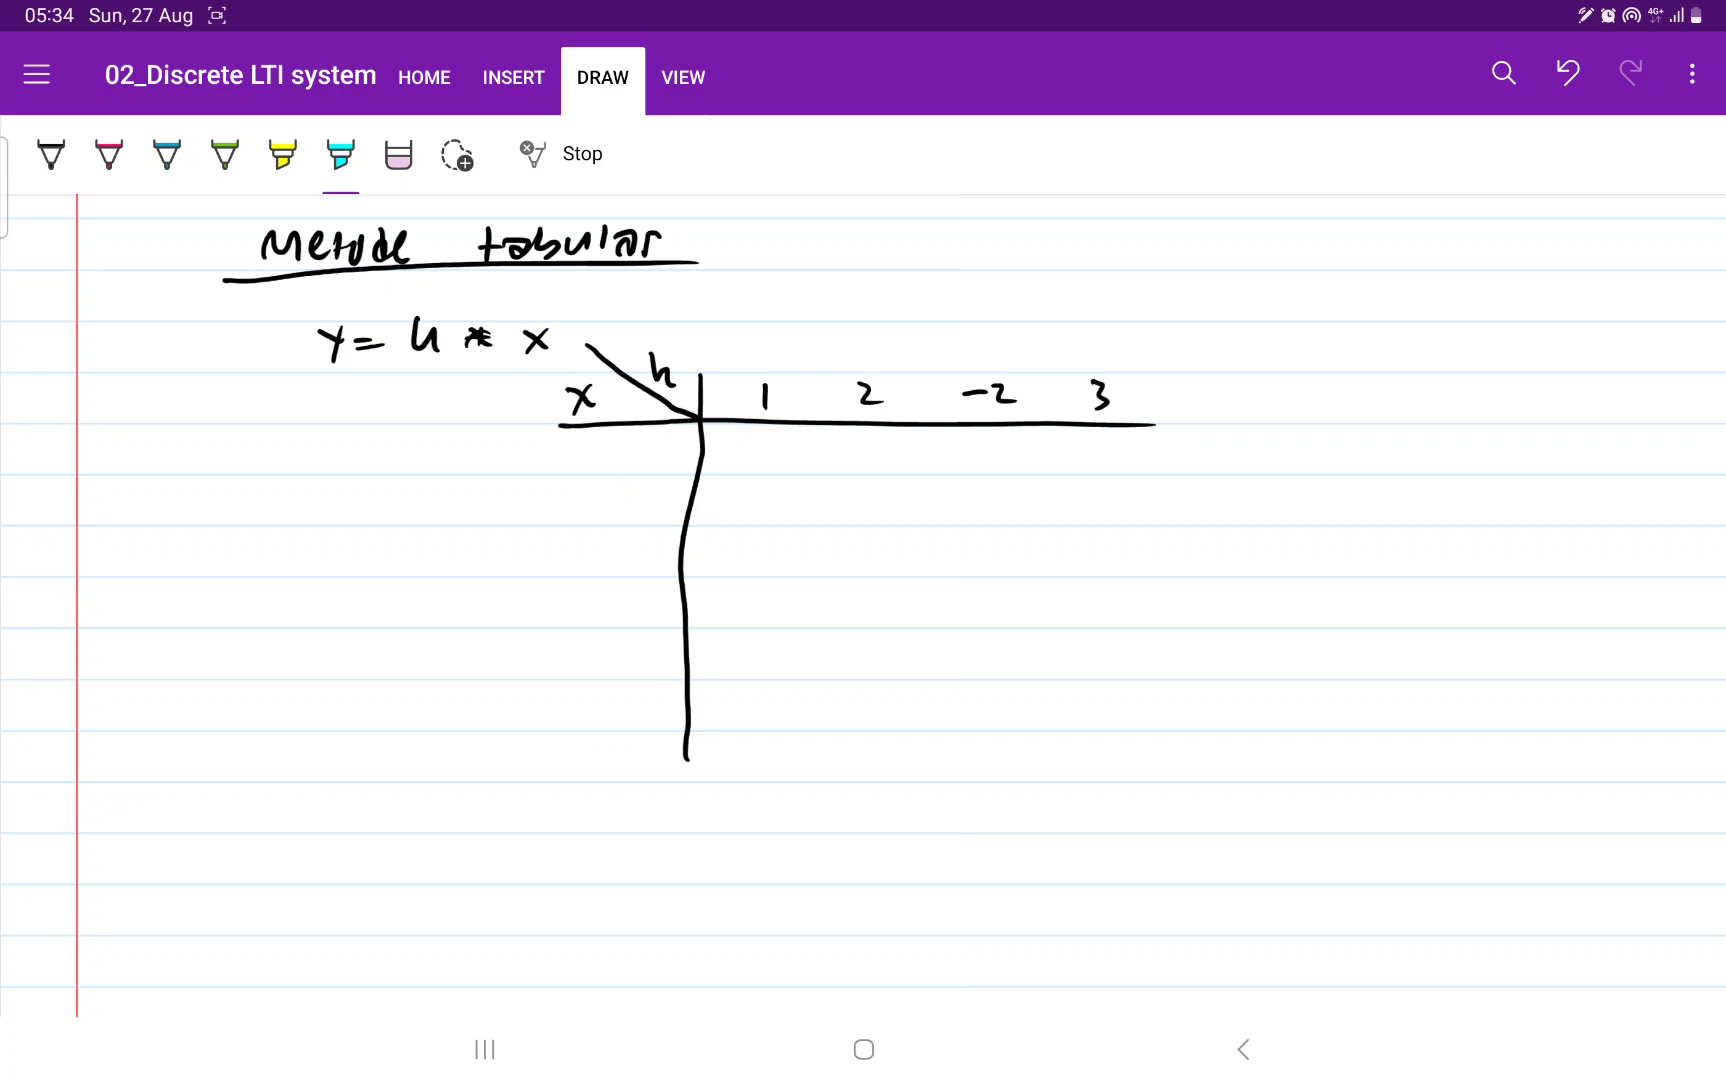 05:34 Sun, 27 Aug 4G+
02_Discrete LTI system HOME INSERT DRAW VIEW
Stop
Metode tabular
y = h * x
h
x 1 2 -2 3